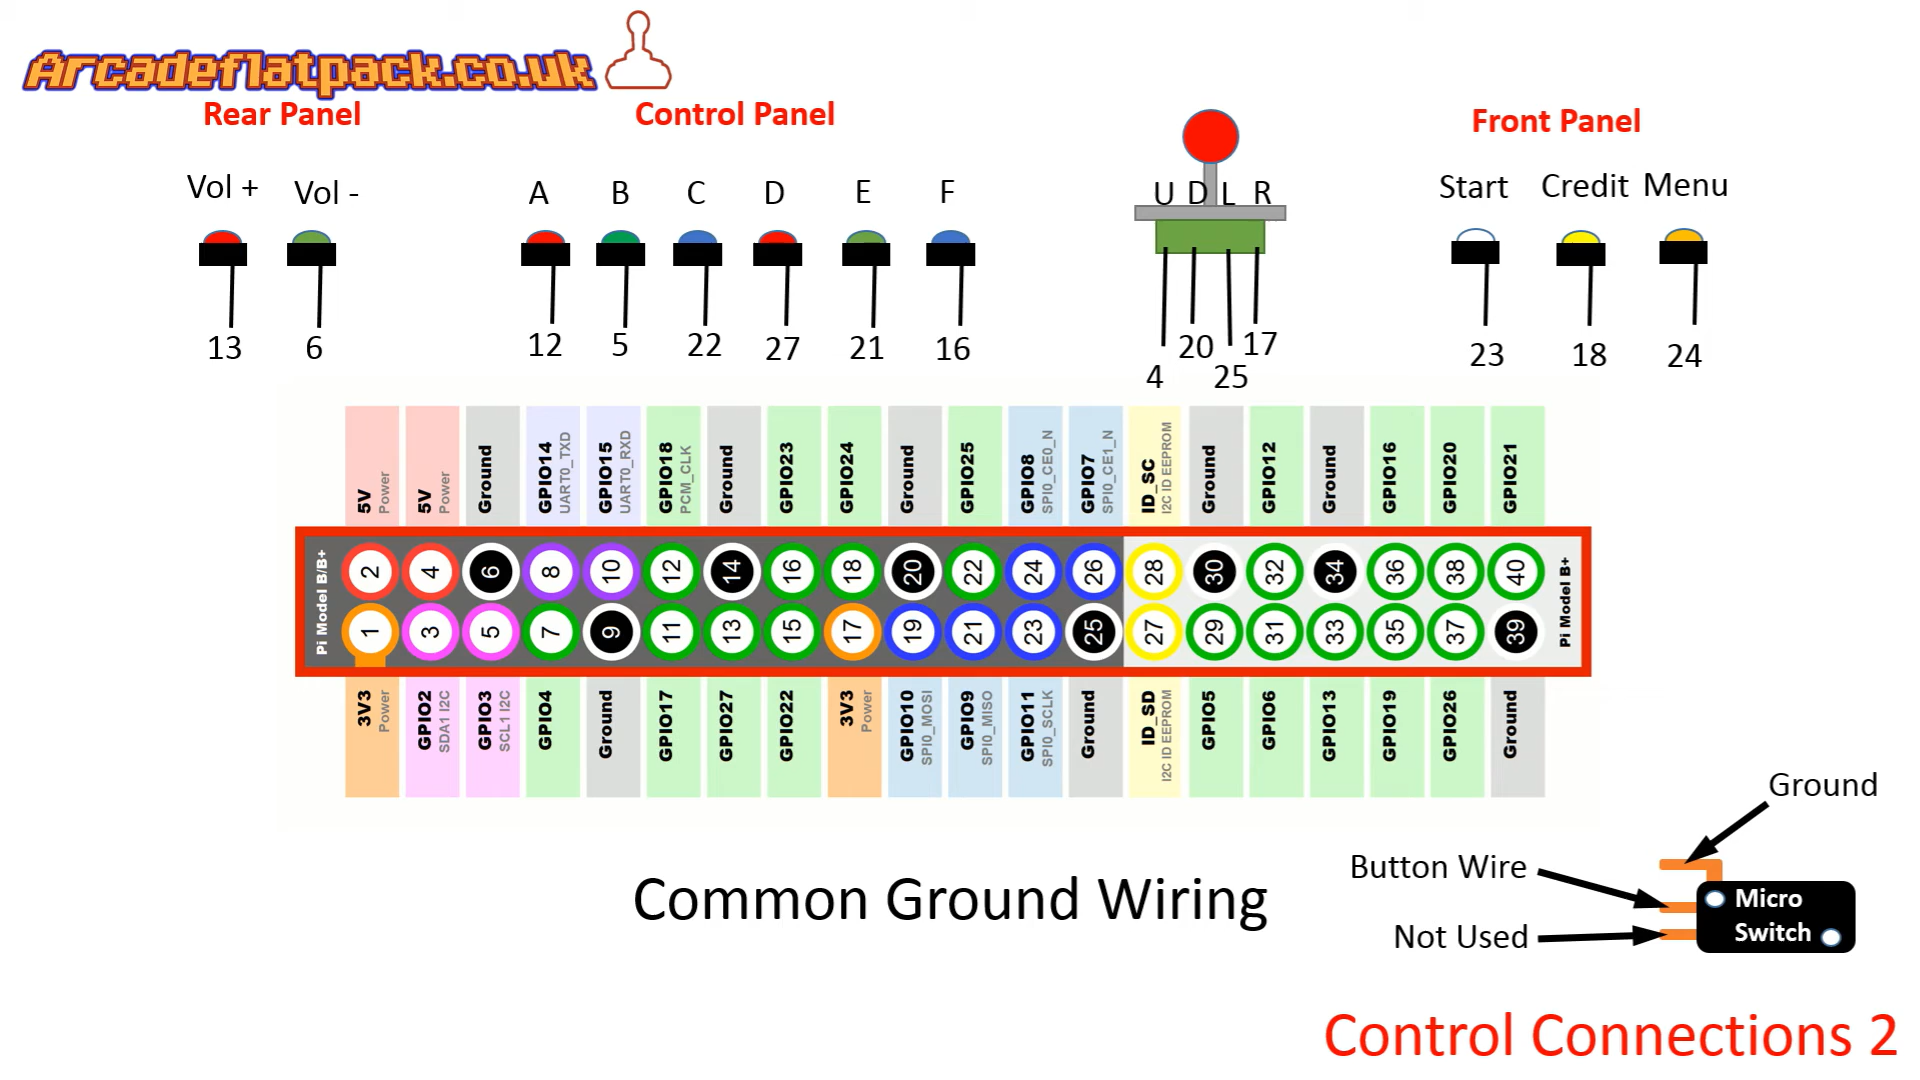 Arcadeflatpack.co.uk
Rear Panel
Control Panel
Front Panel
Vol +
Vol -
A
B
C
D
E
F
U D L R
Start
Credit
Menu
13
6
12
5
22
27
21
16
4
20
25
17
23
18
24
5V
Power
5V
Power
Ground
GPIO14
UART0_TXD
GPIO15
UART0_RXD
GPIO18
PCM_CLK
Ground
GPIO23
GPIO24
Ground
GPIO25
GPIO8
SPI0_CE0_N
GPIO7
SPI0_CE1_N
ID_SC
I2C ID EEPROM
Ground
GPIO12
Ground
GPIO16
GPIO20
GPIO21
Pi Model B/B+
2 4 6 8 10 12 14 16 18 20 22 24 26 28 30 32 34 36 38 40
1 3 5 7 9 11 13 15 17 19 21 23 25 27 29 31 33 35 37 39
Pi Model B+
3V3
Power
GPIO2
SDA1 I2C
GPIO3
SCL1 I2C
GPIO4
Ground
GPIO17
GPIO27
GPIO22
3V3
Power
GPIO10
SPI0_MOSI
GPIO9
SPI0_MISO
GPIO11
SPI0_SCLK
Ground
ID_SD
I2C ID EEPROM
GPIO5
GPIO6
GPIO13
GPIO19
GPIO26
Ground
Common Ground Wiring
Ground
Button Wire
Not Used
Micro
Switch
Control Connections 2